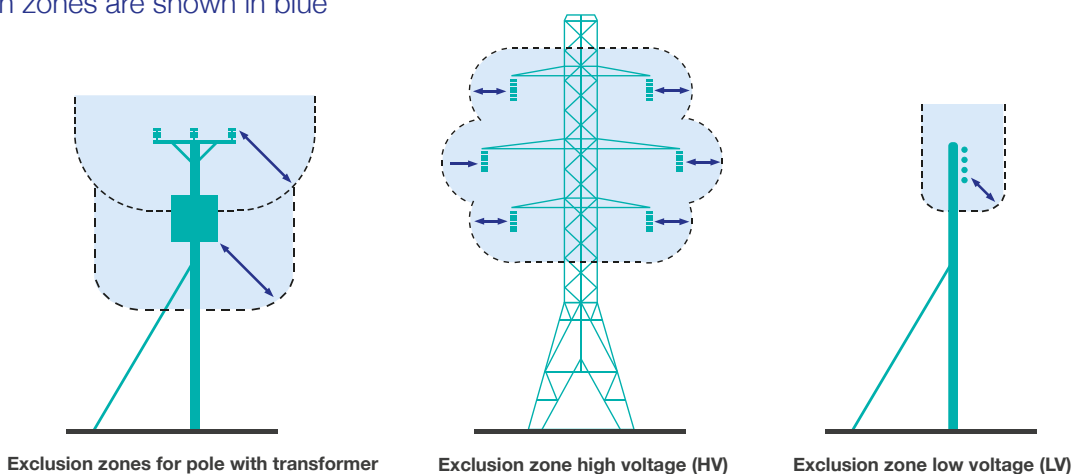 n zones are shown in blue
Exclusion zones for pole with transformer
Exclusion zone high voltage (HV)
Exclusion zone low voltage (LV)